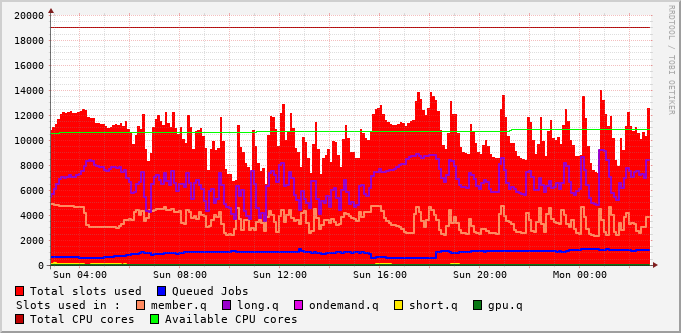 RRDTOOL / TOBI OETIKER
20000
18000
16000
14000
12000
10000
8000
6000
4000
2000
0
Sun 04:00 Sun 08:00 Sun 12:00 Sun 16:00 Sun 20:00 Mon 00:00
Total slots used Queued Jobs
Slots used in : member.q long.q ondemand.q short.q gpu.q
Total CPU cores Available CPU cores